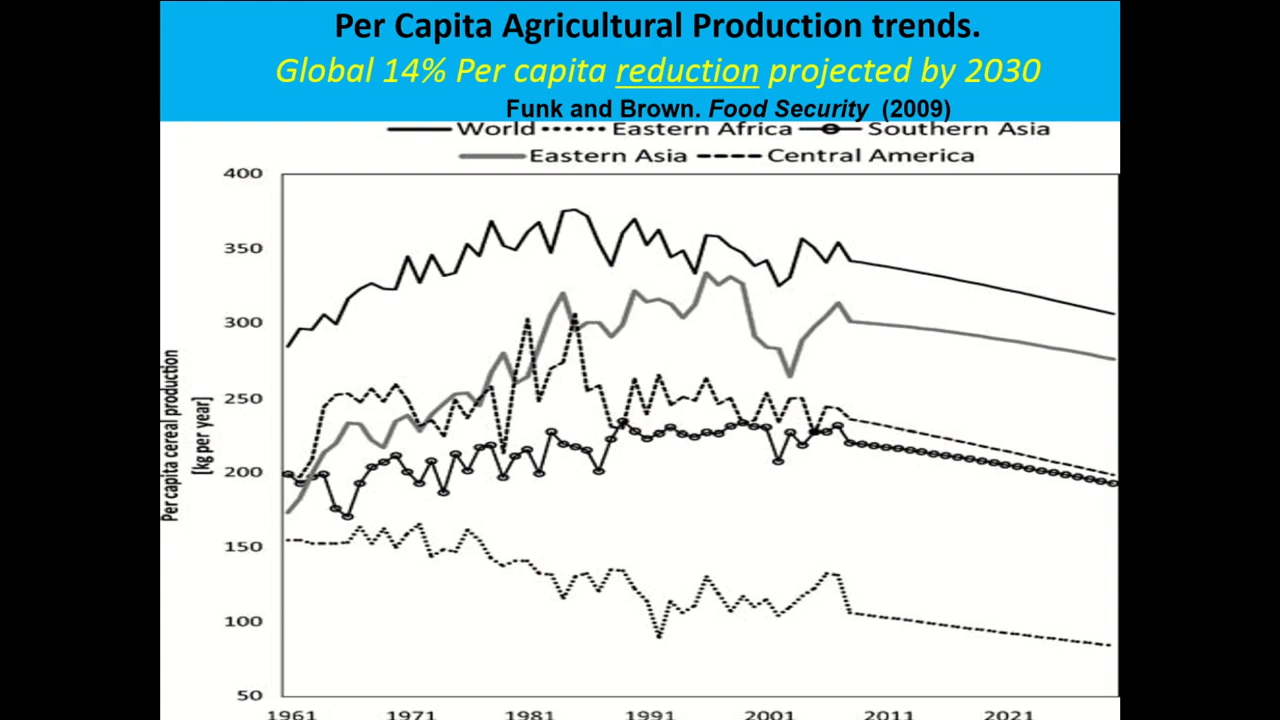 Per Capita Agricultural Production trends.
Global 14% Per capita reduction projected by 2030
Funk and Brown. Food Security (2009)
World Eastern Africa Southern Asia
Eastern Asia Central America
400
350
300
250
200
150
100
50
Per capita cereal production
[kg per year]
1961 1971 1981 1991 2001 2011 2021